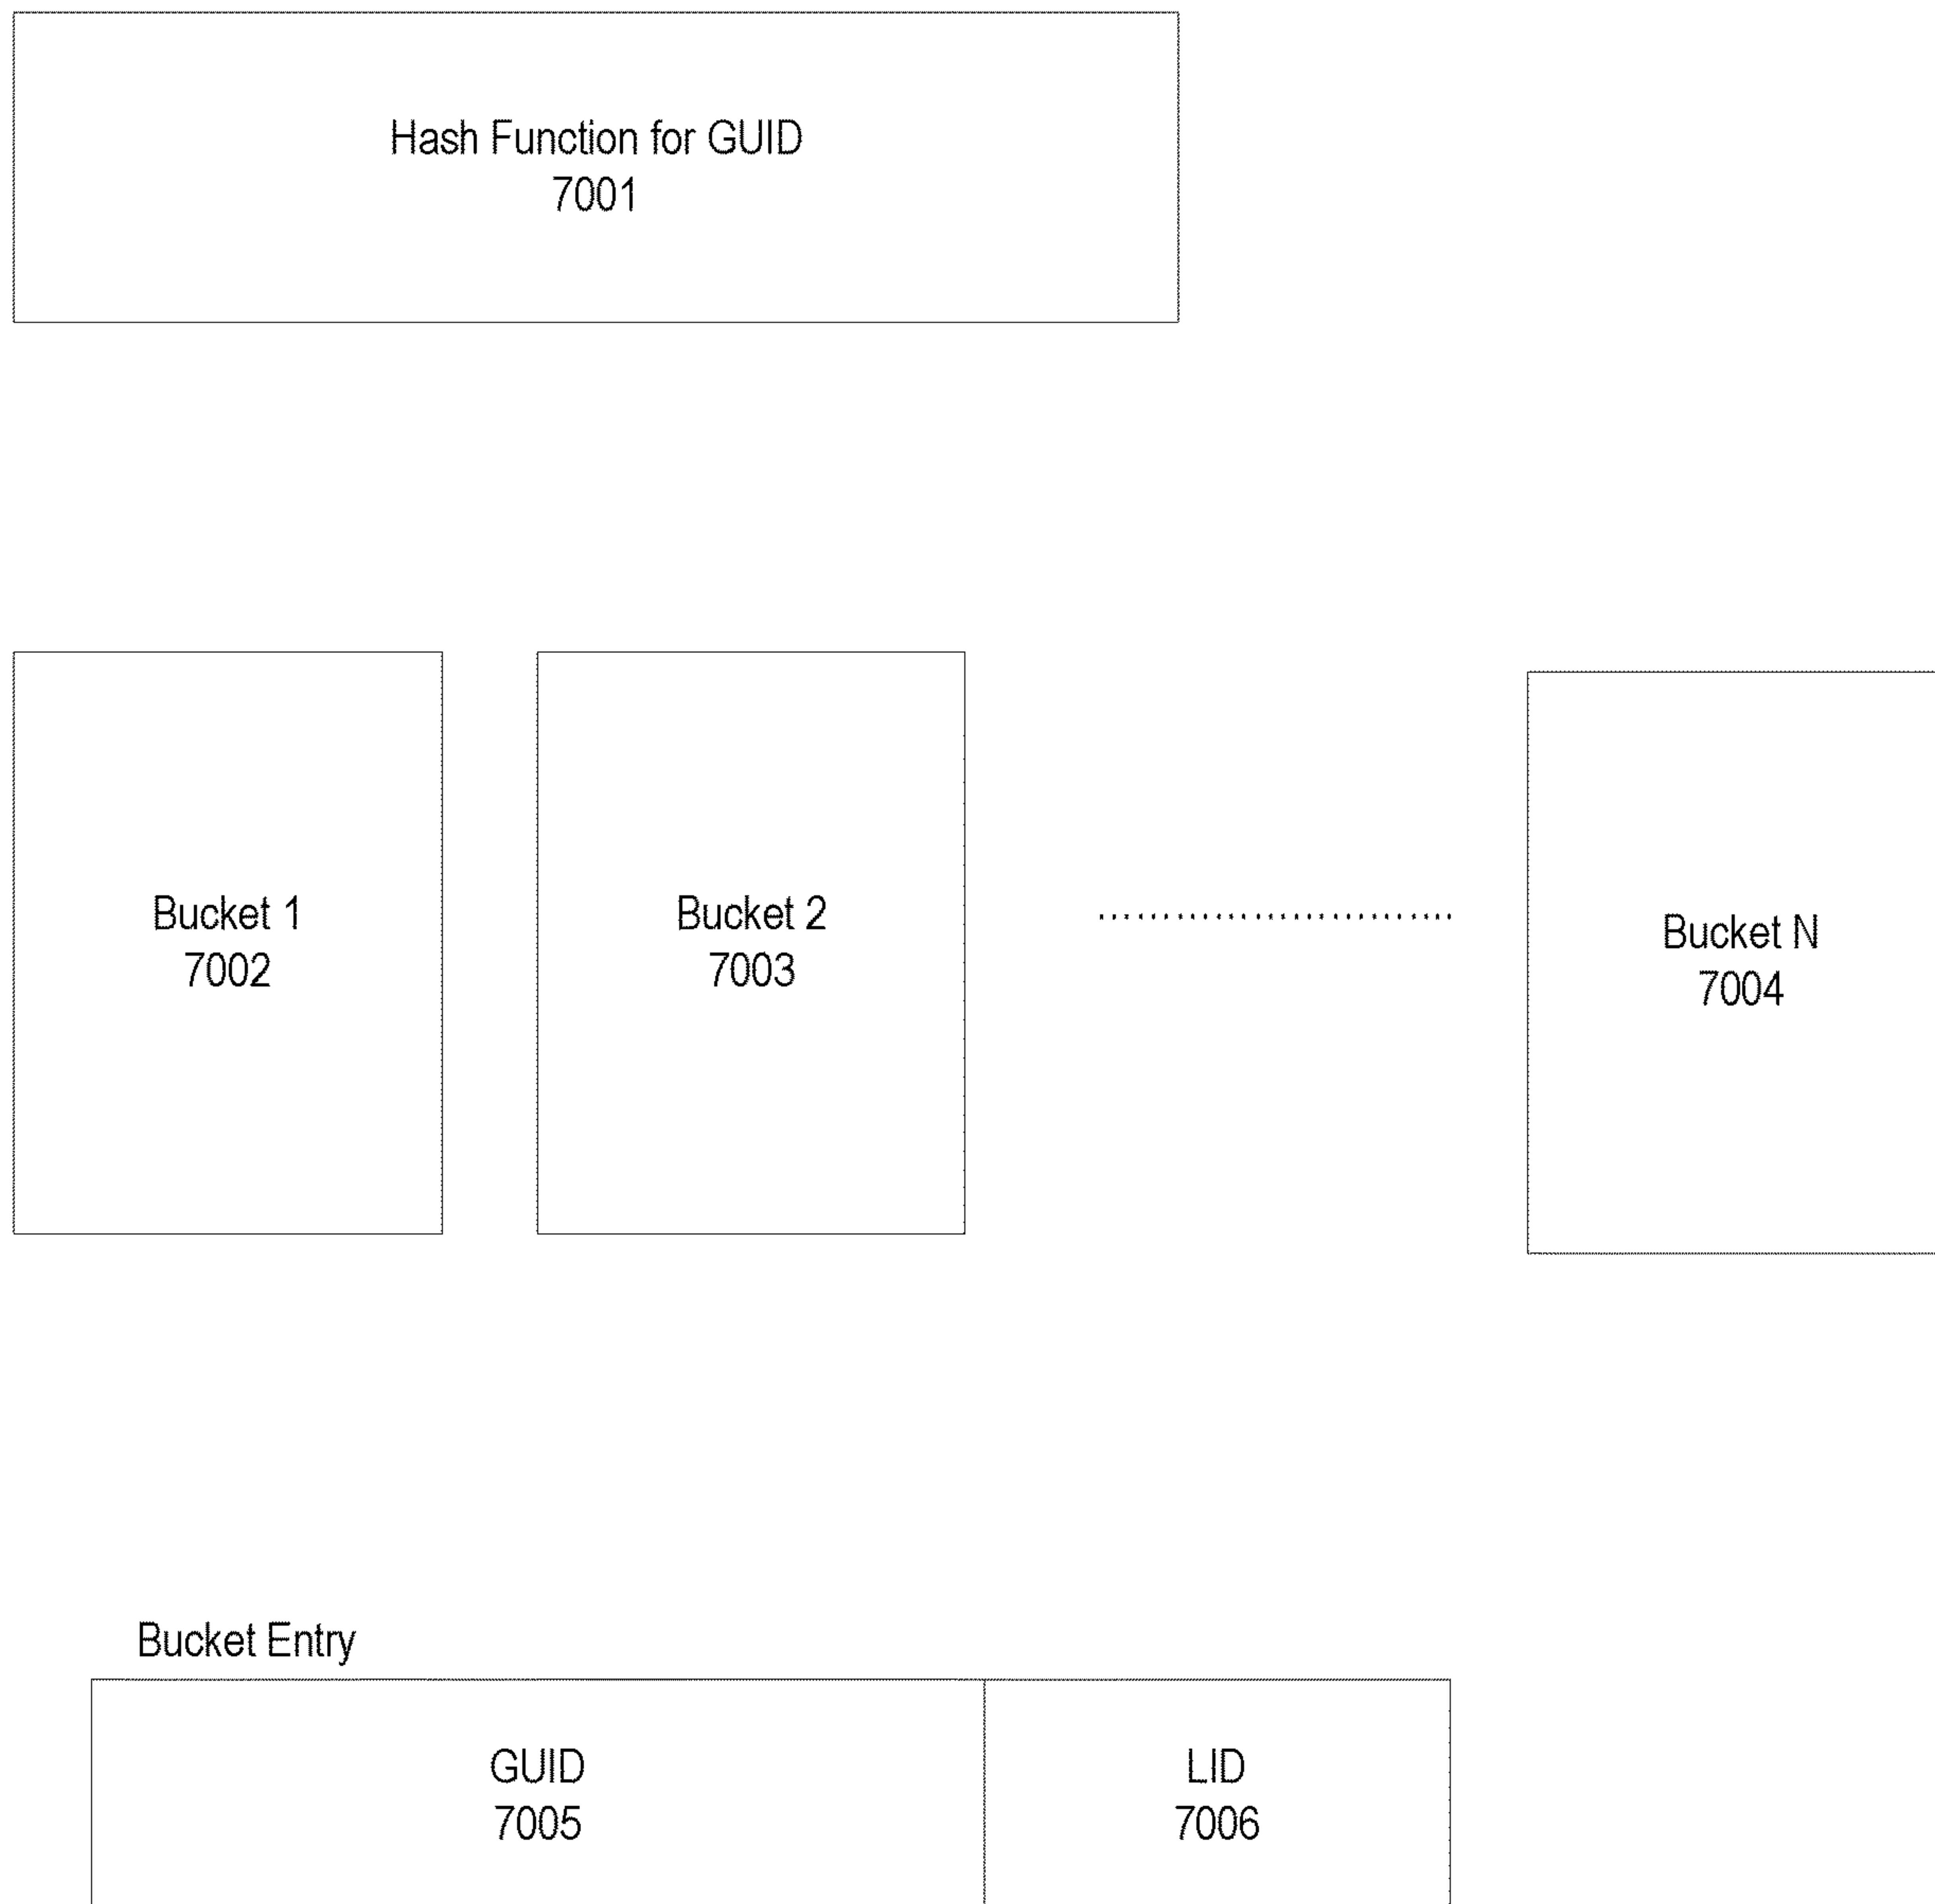 Hash Function for GUID
7001
Bucket 1
7002
Bucket 2
7003
Bucket N
7004
Bucket Entry
GUID
7005
LID
7006